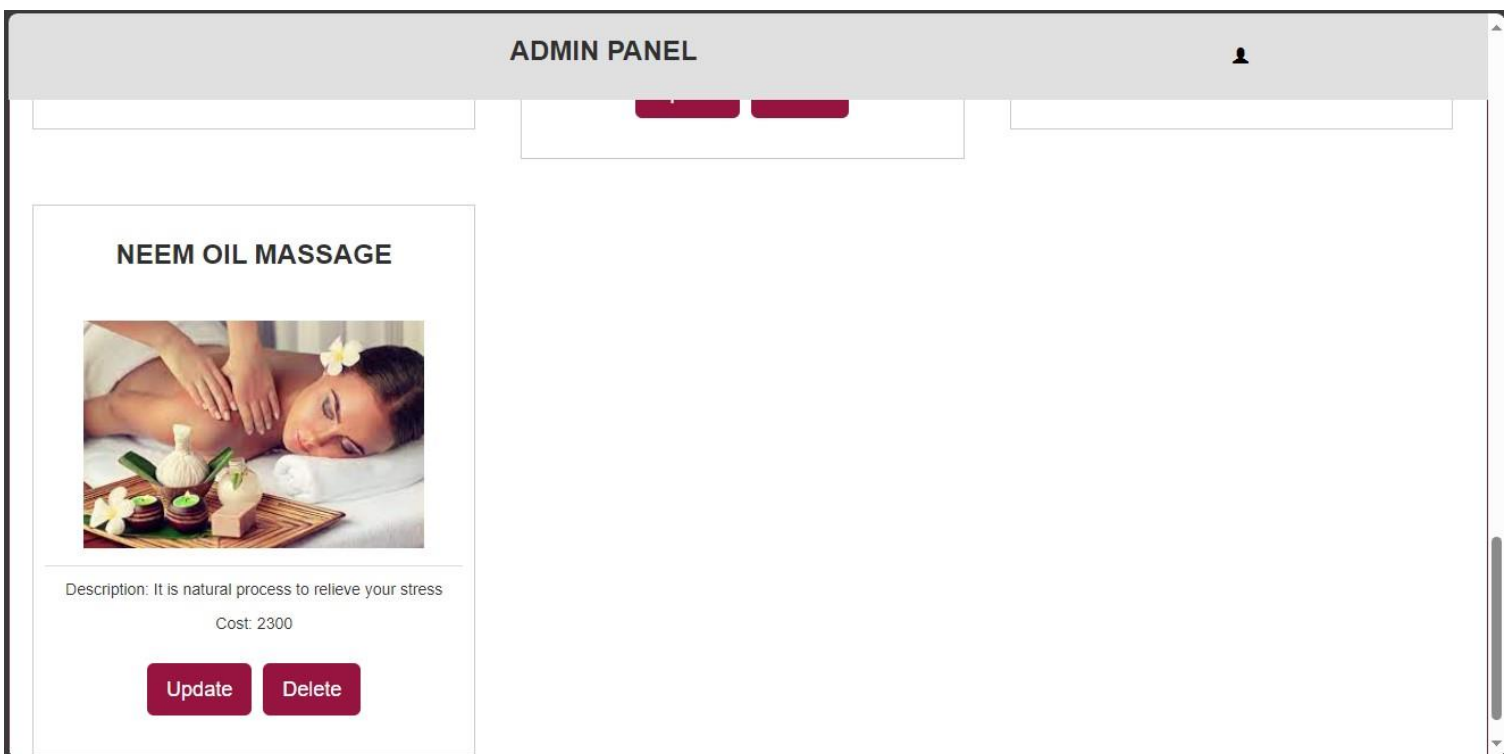 ADMIN PANEL
NEEM OIL MASSAGE
Description: It is natural process to relieve your stress
Cost: 2300
Update Delete